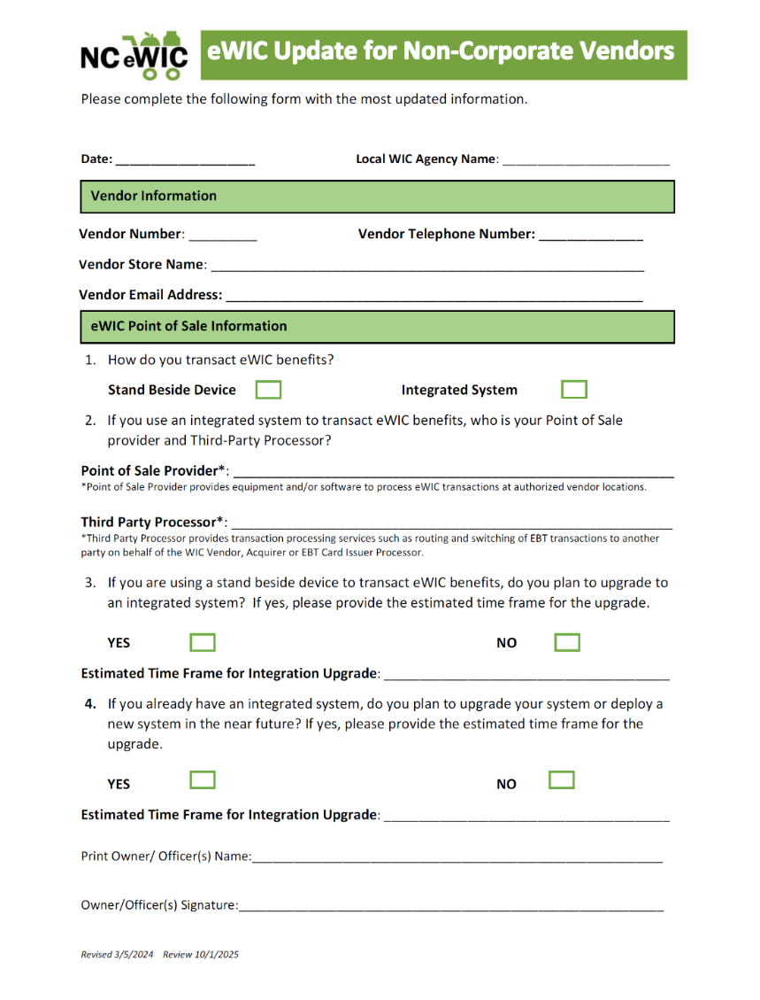 NC eWIC eWIC Update for Non-Corporate Vendors
Please complete the following form with the most updated information.
Date: ____________________ Local WIC Agency Name: ________________________
Vendor Information
Vendor Number: _________ Vendor Telephone Number: ______________
Vendor Store Name: __________________________________________________________
Vendor Email Address: ________________________________________________________
eWIC Point of Sale Information
1. How do you transact eWIC benefits?
Stand Beside Device Integrated System
2. If you use an integrated system to transact eWIC benefits, who is your Point of Sale
provider and Third-Party Processor?
Point of Sale Provider*: ___________________________________________________________
*Point of Sale Provider provides equipment and/or software to process eWIC transactions at authorized vendor locations.
Third Party Processor*: ___________________________________________________________
*Third Party Processor provides transaction processing services such as routing and switching of EBT transactions to another
party on behalf of the WIC Vendor, Acquirer or EBT Card Issuer Processor.
3. If you are using a stand beside device to transact eWIC benefits, do you plan to upgrade to
an integrated system? If yes, please provide the estimated time frame for the upgrade.
YES NO
Estimated Time Frame for Integration Upgrade: ______________________________________
4. If you already have an integrated system, do you plan to upgrade your system or deploy a
new system in the near future? If yes, please provide the estimated time frame for the
upgrade.
YES NO
Estimated Time Frame for Integration Upgrade: ______________________________________
Print Owner/ Officer(s) Name:___________________________________________________________
Owner/Officer(s) Signature:_____________________________________________________________
Revised 3/5/2024 Review 10/1/2025